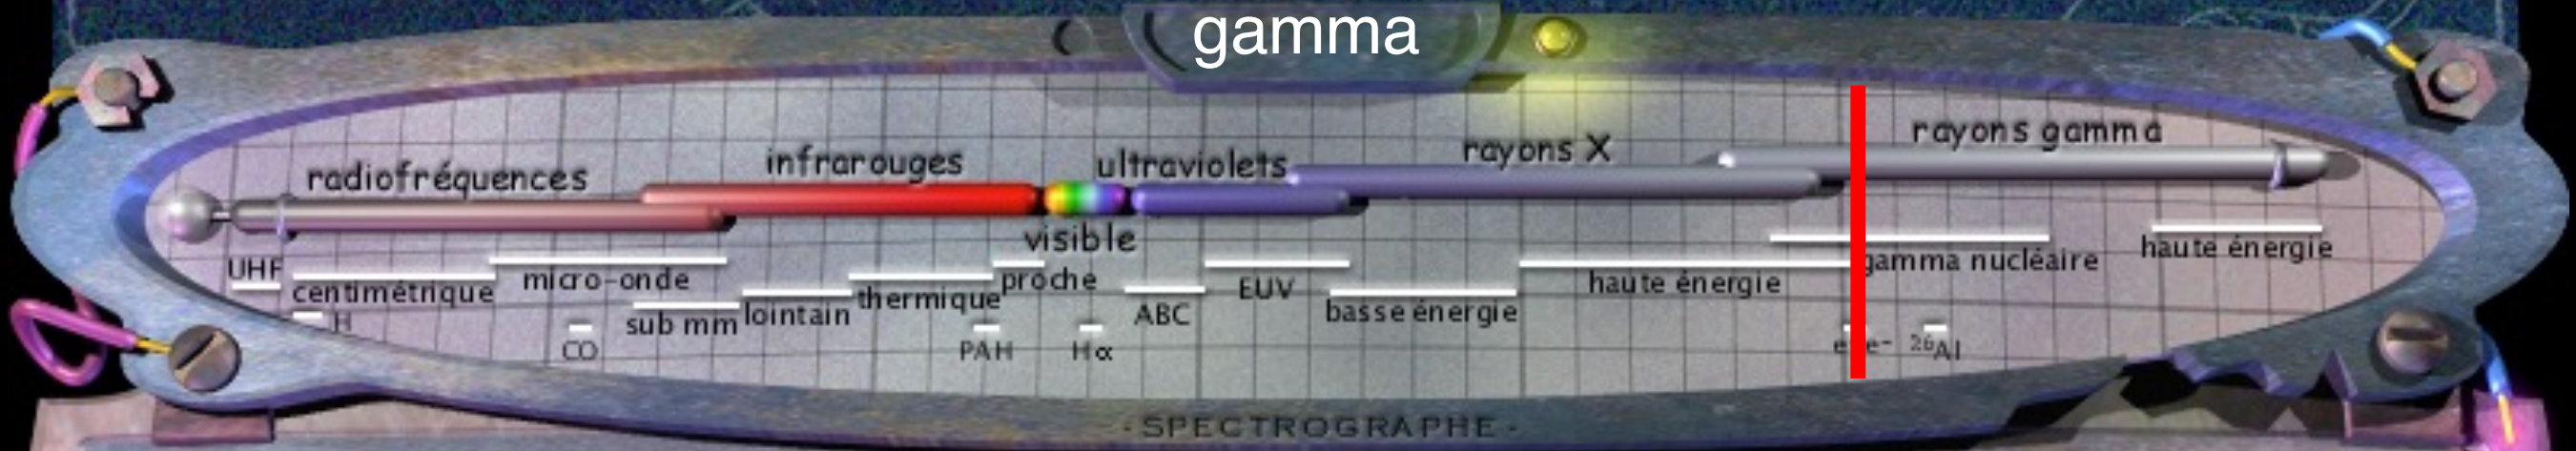 gamma
radiofréquences
infrarouges
ultraviolets
rayons X
rayons gamma
visible
UHF
centimétrique
micro-onde
sub mm
lointain
thermique
proche
ABC
EUV
basse énergie
haute énergie
gamma nucléaire
haute énergie
H
CO
PAH
Hα
e-
26Al
- SPECTROGRAPHE -